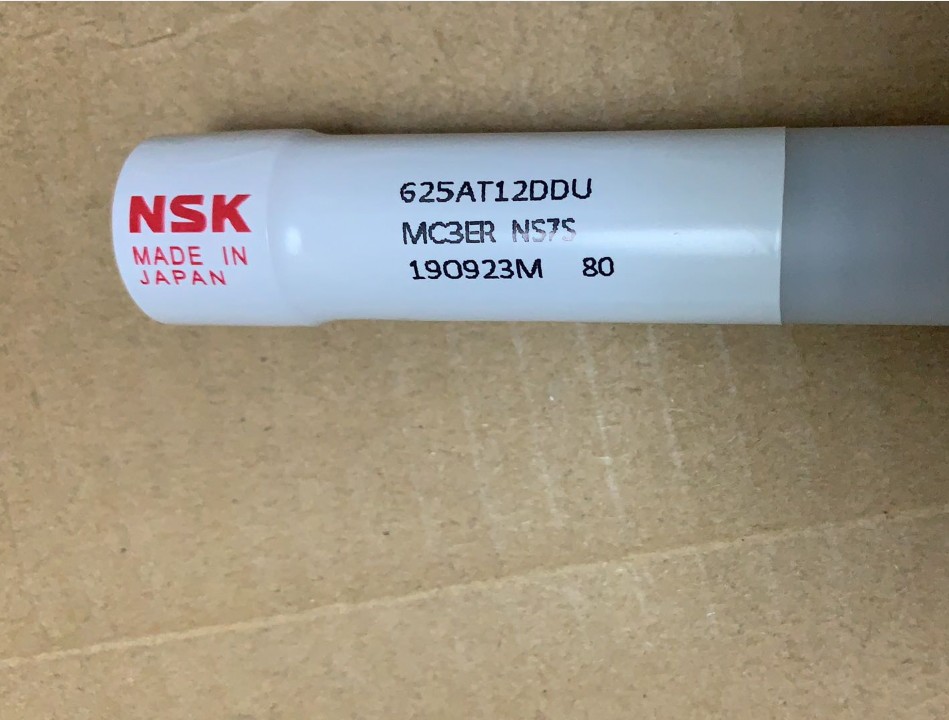 NSK
MADE IN
JAPAN
625AT12DDU
MC3ER NS7S
190923M 80